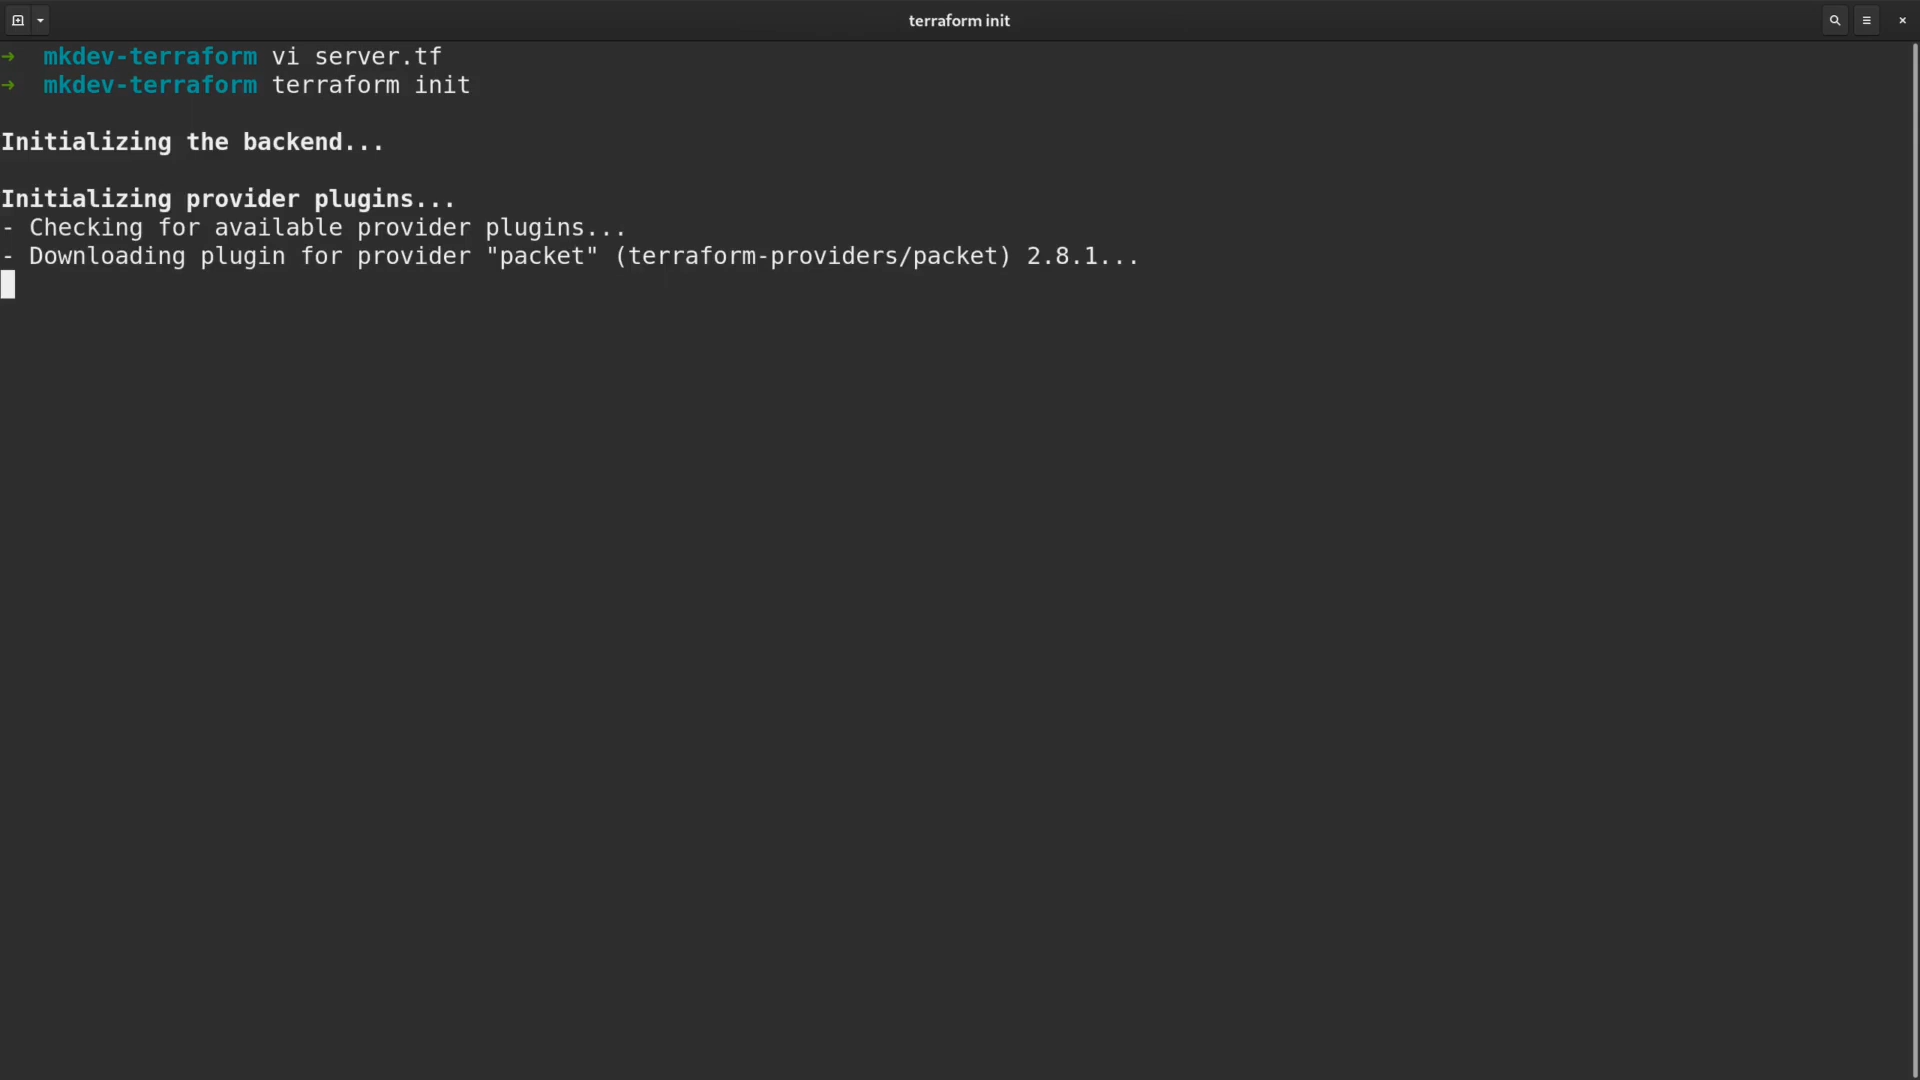 terraform init
➜ mkdev-terraform vi server.tf
➜ mkdev-terraform terraform init
Initializing the backend...
Initializing provider plugins...
- Checking for available provider plugins...
- Downloading plugin for provider "packet" (terraform-providers/packet) 2.8.1...